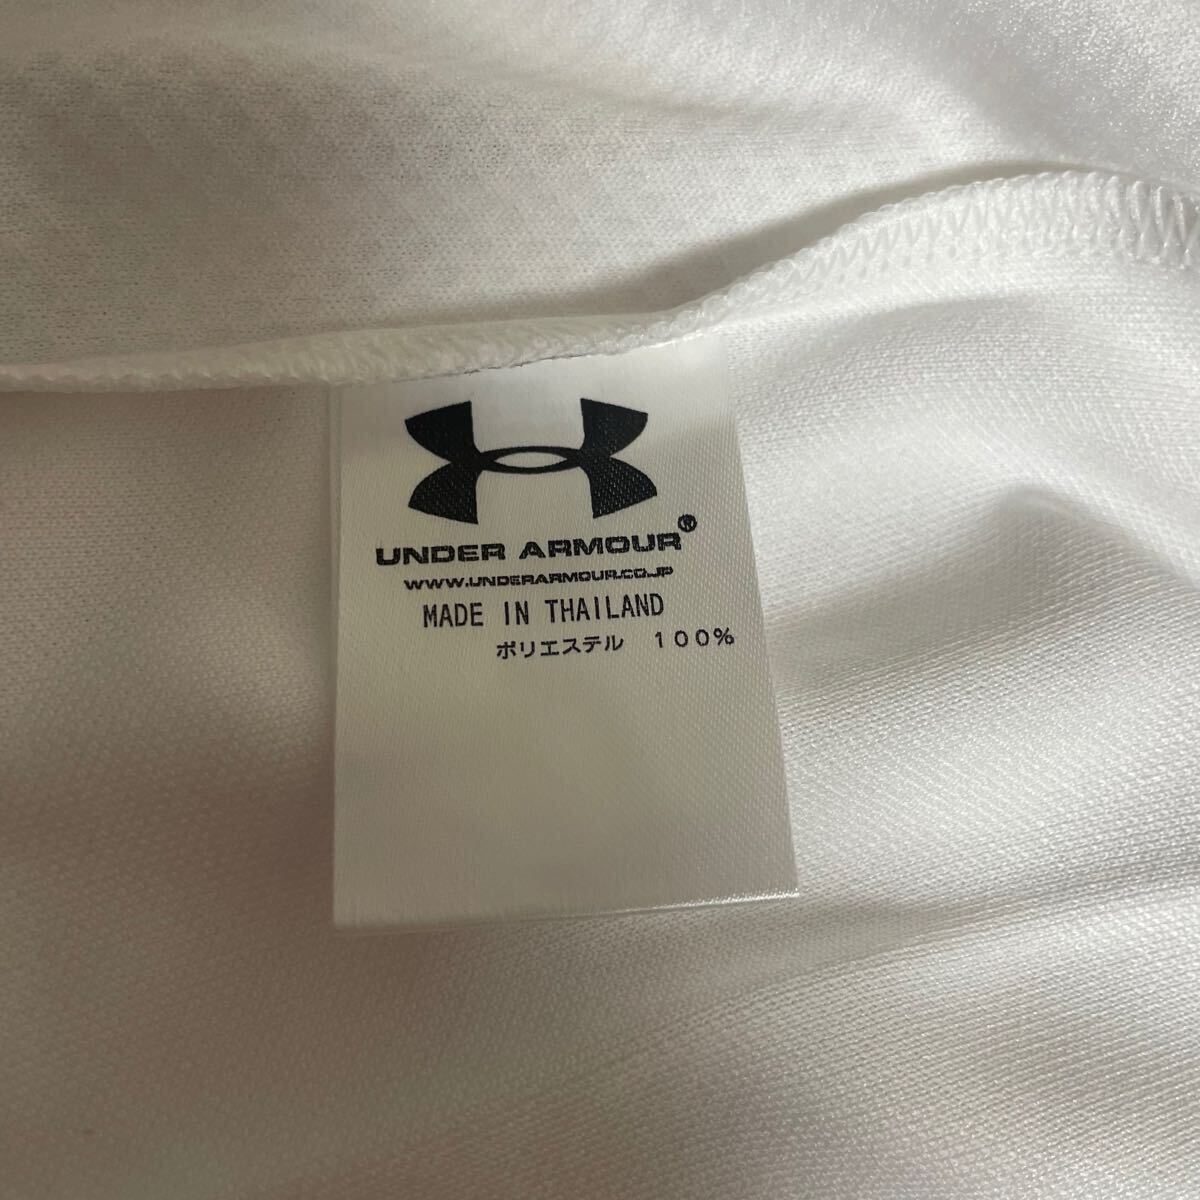 UNDER ARMOUR®
WWW.UNDERARMOUR.CO.JP
MADE IN THAILAND
ポリエステル 100%